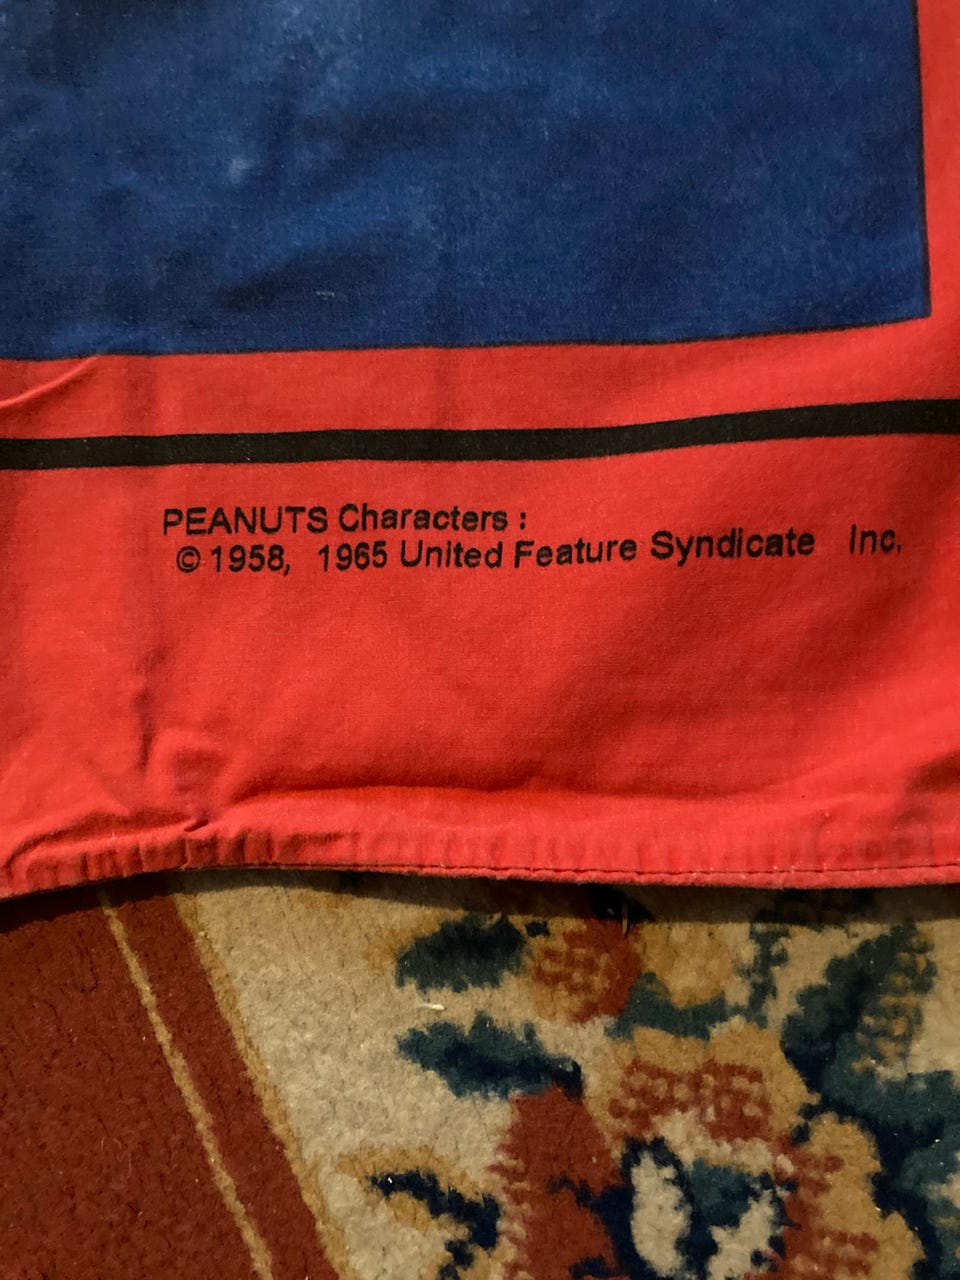 PEANUTS Characters :
© 1958, 1965 United Feature Syndicate Inc.